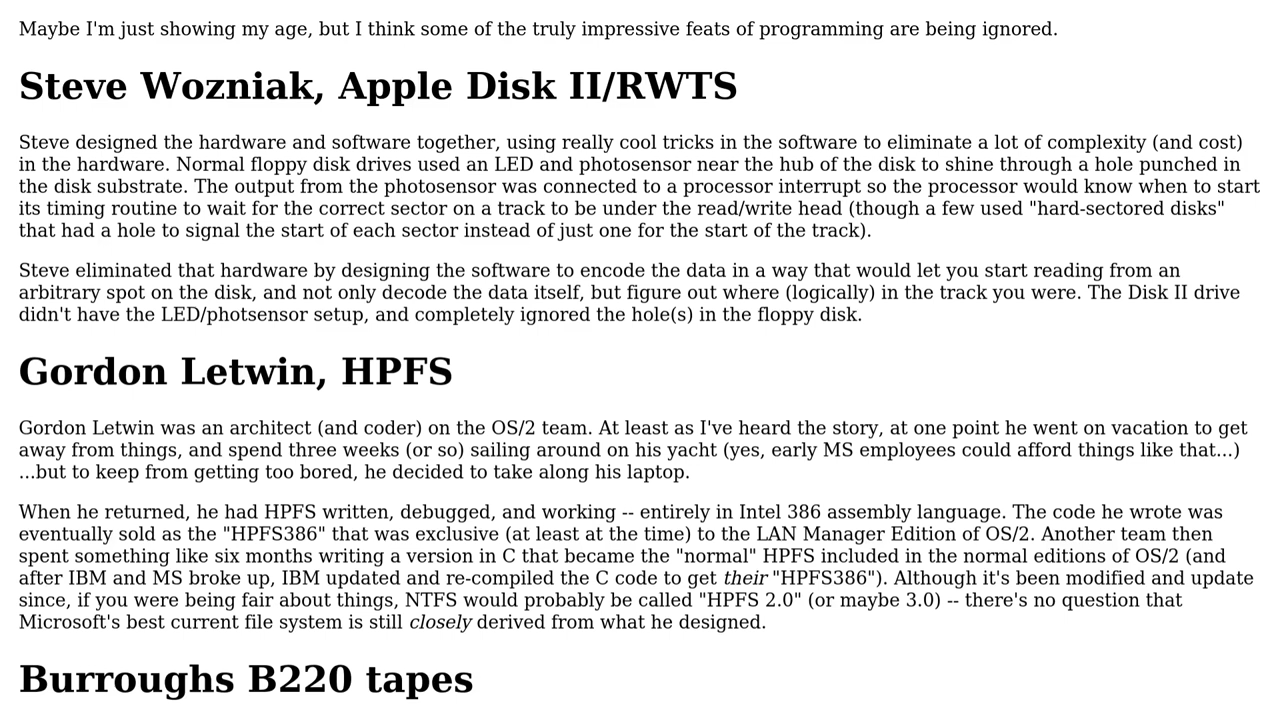 Maybe I'm just showing my age, but I think some of the truly impressive feats of programming are being ignored.
Steve Wozniak, Apple Disk II/RWTS
Steve designed the hardware and software together, using really cool tricks in the software to eliminate a lot of complexity (and cost)
in the hardware. Normal floppy disk drives used an LED and photosensor near the hub of the disk to shine through a hole punched in
the disk substrate. The output from the photosensor was connected to a processor interrupt so the processor would know when to start
its timing routine to wait for the correct sector on a track to be under the read/write head (though a few used "hard-sectored disks"
that had a hole to signal the start of each sector instead of just one for the start of the track).
Steve eliminated that hardware by designing the software to encode the data in a way that would let you start reading from an
arbitrary spot on the disk, and not only decode the data itself, but figure out where (logically) in the track you were. The Disk II drive
didn't have the LED/photsensor setup, and completely ignored the hole(s) in the floppy disk.
Gordon Letwin, HPFS
Gordon Letwin was an architect (and coder) on the OS/2 team. At least as I've heard the story, at one point he went on vacation to get
away from things, and spend three weeks (or so) sailing around on his yacht (yes, early MS employees could afford things like that...)
...but to keep from getting too bored, he decided to take along his laptop.
When he returned, he had HPFS written, debugged, and working -- entirely in Intel 386 assembly language. The code he wrote was
eventually sold as the "HPFS386" that was exclusive (at least at the time) to the LAN Manager Edition of OS/2. Another team then
spent something like six months writing a version in C that became the "normal" HPFS included in the normal editions of OS/2 (and
after IBM and MS broke up, IBM updated and re-compiled the C code to get their "HPFS386"). Although it's been modified and update
since, if you were being fair about things, NTFS would probably be called "HPFS 2.0" (or maybe 3.0) -- there's no question that
Microsoft's best current file system is still closely derived from what he designed.
Burroughs B220 tapes